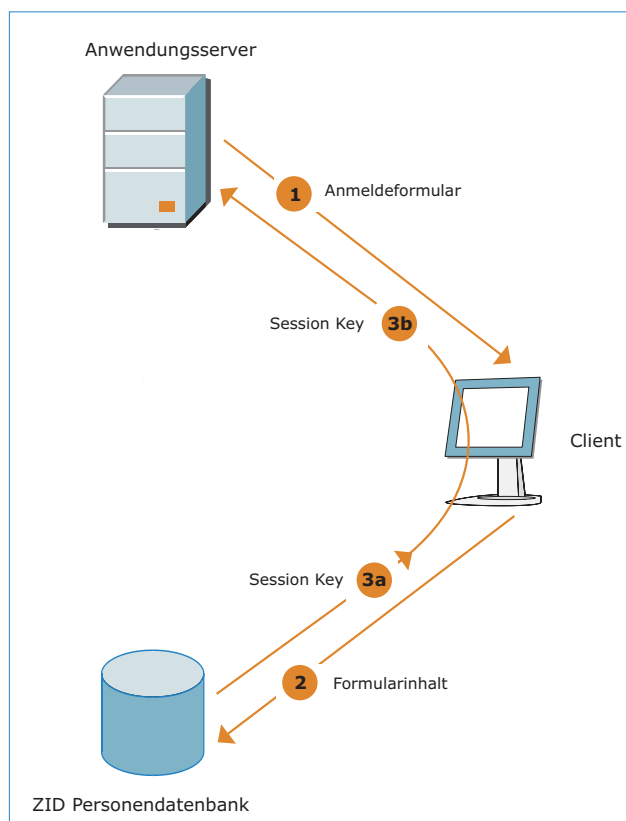 Anwendungsserver
1 Anmeldeformular
Session Key 3b
Client
Session Key 3a
2 Formularinhalt
ZID Personendatenbank